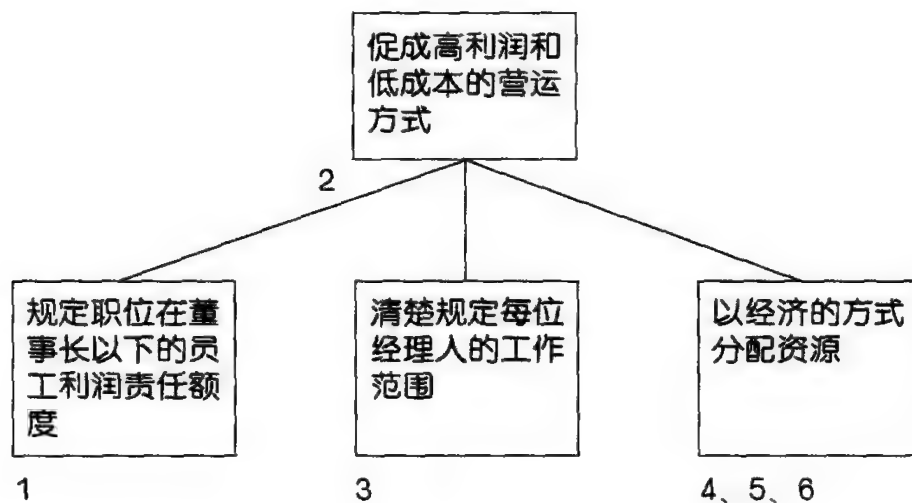 促成高利润和
低成本的营运
方式
2
规定职位在董
事长以下的员
工利润责任额
度
清楚规定每位
经理人的工作
范围
以经济的方式
分配资源
1
3
4、5、6